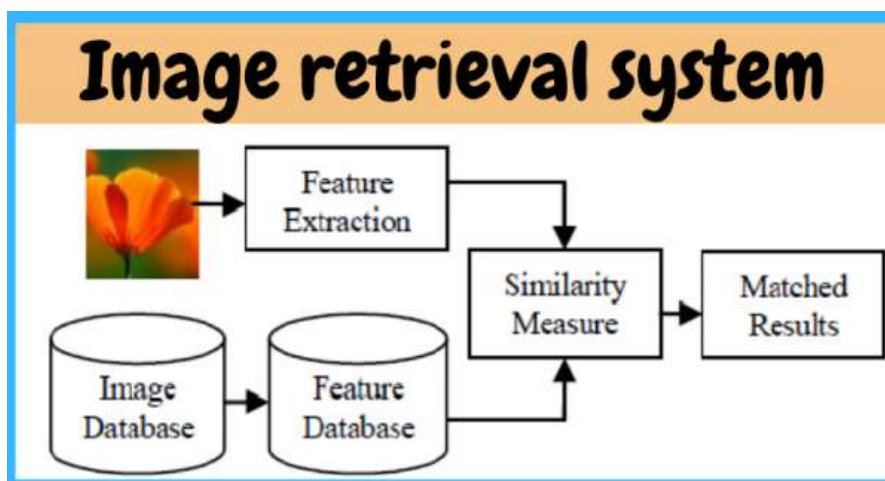 Image retrieval system
Feature
Extraction
Similarity
Measure
Matched
Results
Image
Database
Feature
Database